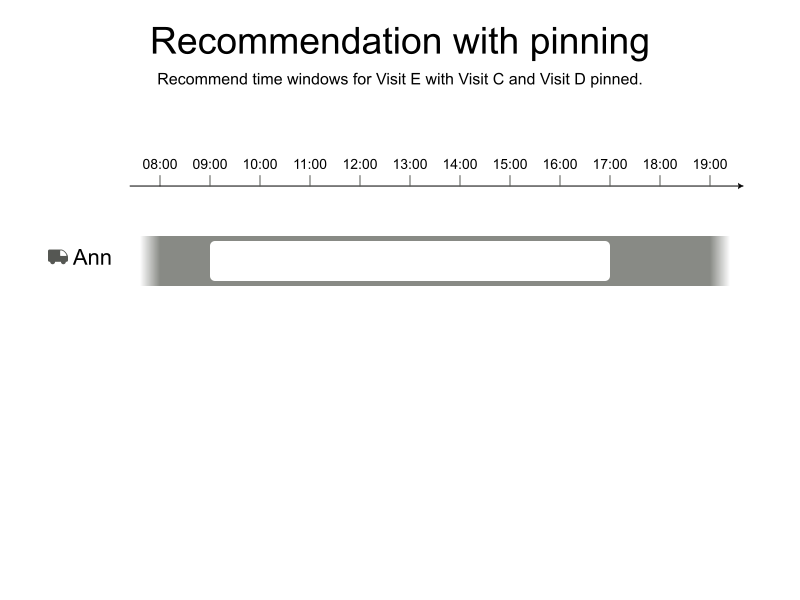 Recommendation with pinning
Recommend time windows for Visit E with Visit C and Visit D pinned.
08:00 09:00 10:00 11:00 12:00 13:00 14:00 15:00 16:00 17:00 18:00 19:00
Ann